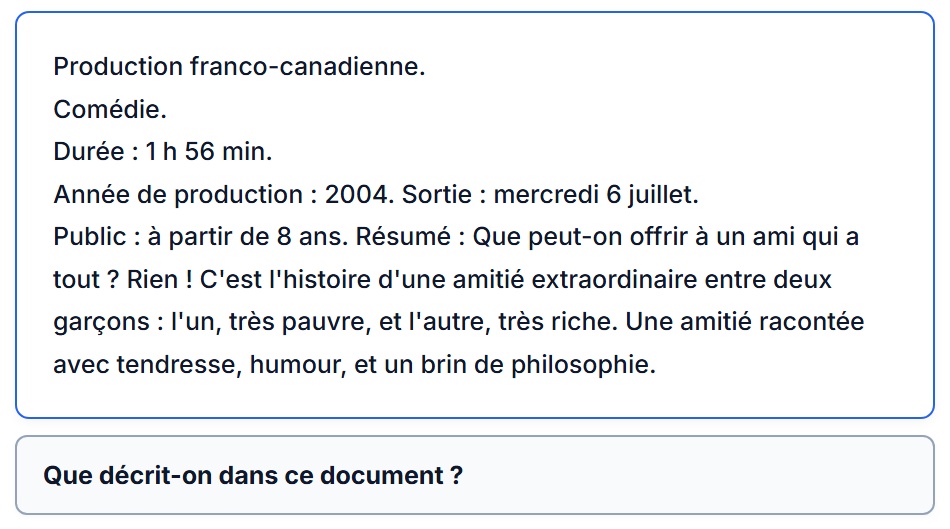 Production franco-canadienne.
Comédie.
Durée : 1 h 56 min.
Année de production : 2004. Sortie : mercredi 6 juillet.
Public : à partir de 8 ans. Résumé : Que peut-on offrir à un ami qui a
tout ? Rien ! C'est l'histoire d'une amitié extraordinaire entre deux
garçons : l'un, très pauvre, et l'autre, très riche. Une amitié racontée
avec tendresse, humour, et un brin de philosophie.
Que décrit-on dans ce document ?